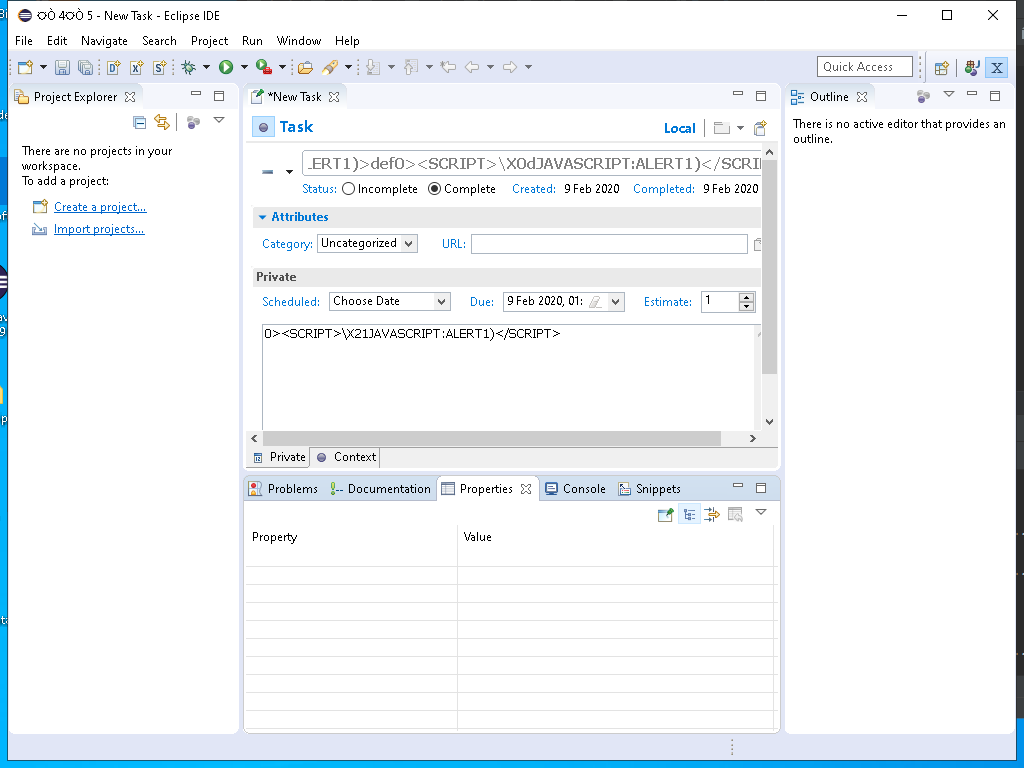 OÒ 4OÒ 5 - New Task - Eclipse IDE
File Edit Navigate Search Project Run Window Help
Quick Access
Project Explorer
There are no projects in your
workspace.
To add a project:
Create a project...
Import projects...
*New Task
Task
Local
ERT1)>def0><SCRIPT>\X0dJAVASCRIPT:ALERT1)</SCRI
Status: Incomplete Complete Created: 9 Feb 2020 Completed: 9 Feb 2020
Attributes
Category: Uncategorized URL:
Private
Scheduled: Choose Date Due: 9 Feb 2020, 01: Estimate: 1
0><SCRIPT>\X21JAVASCRIPT:ALERT1)</SCRIPT>
Private Context
Problems Documentation Properties Console Snippets
Property Value
Outline
There is no active editor that provides an
outline.